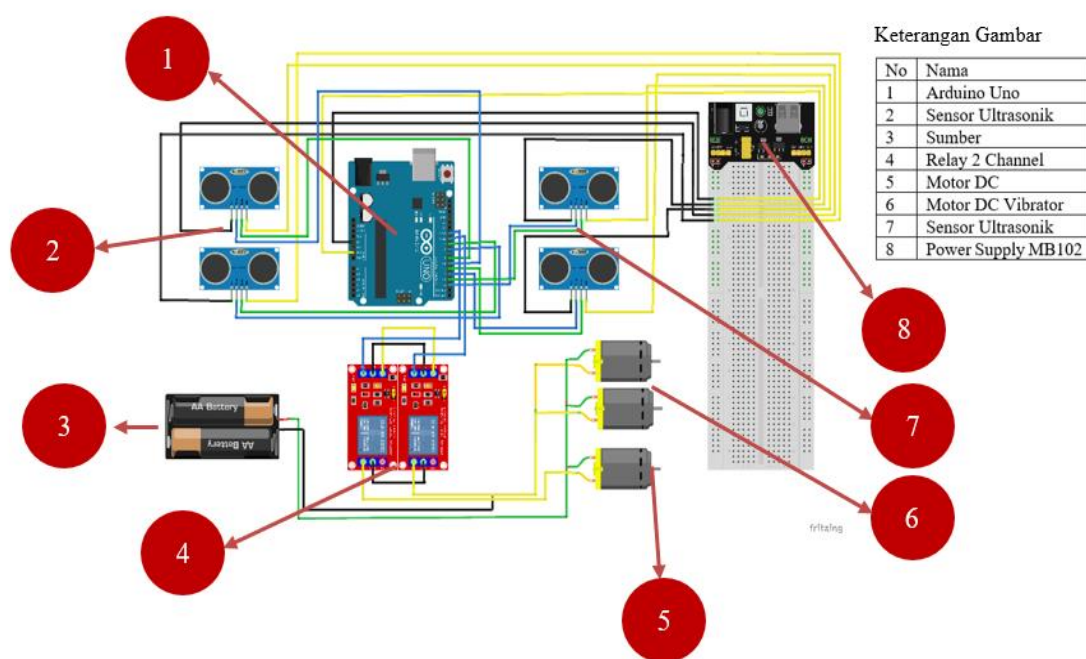 Keterangan Gambar
No Nama
1 Arduino Uno
2 Sensor Ultrasonik
3 Sumber
4 Relay 2 Channel
5 Motor DC
6 Motor DC Vibrator
7 Sensor Ultrasonik
8 Power Supply MB102
1
2
3
4
5
6
7
8
AA Battery
AA Battery
UNO
fritzing